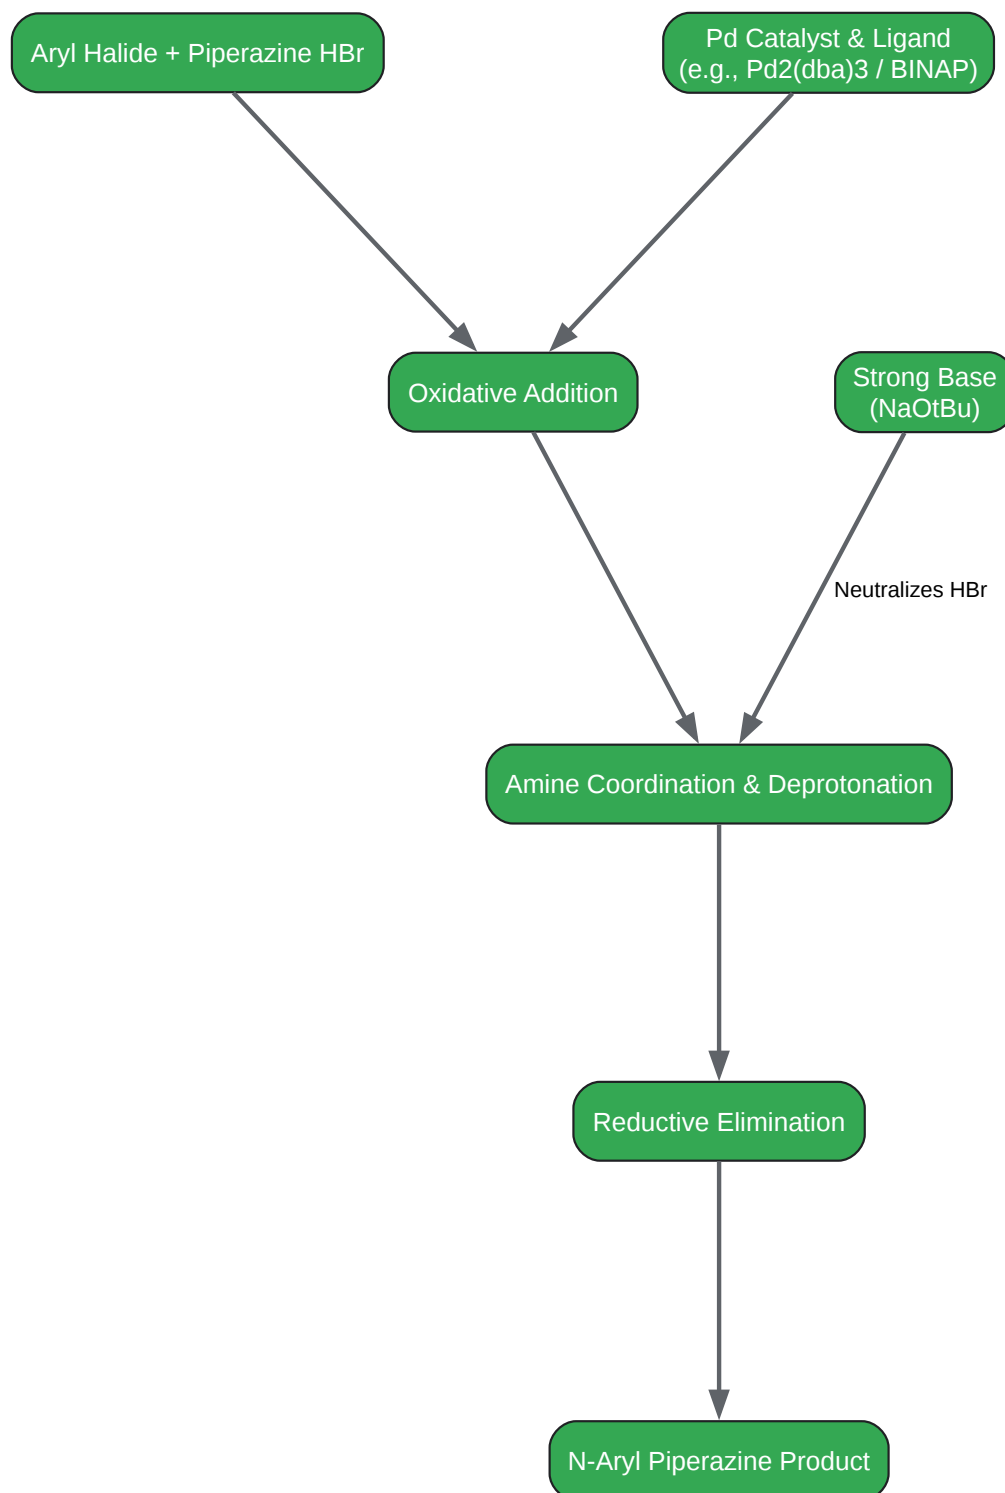 Aryl Halide + Piperazine HBr
Pd Catalyst & Ligand
(e.g., Pd2(dba)3 / BINAP)
Oxidative Addition
Strong Base
(NaOtBu)
Neutralizes HBr
Amine Coordination & Deprotonation
Reductive Elimination
N-Aryl Piperazine Product